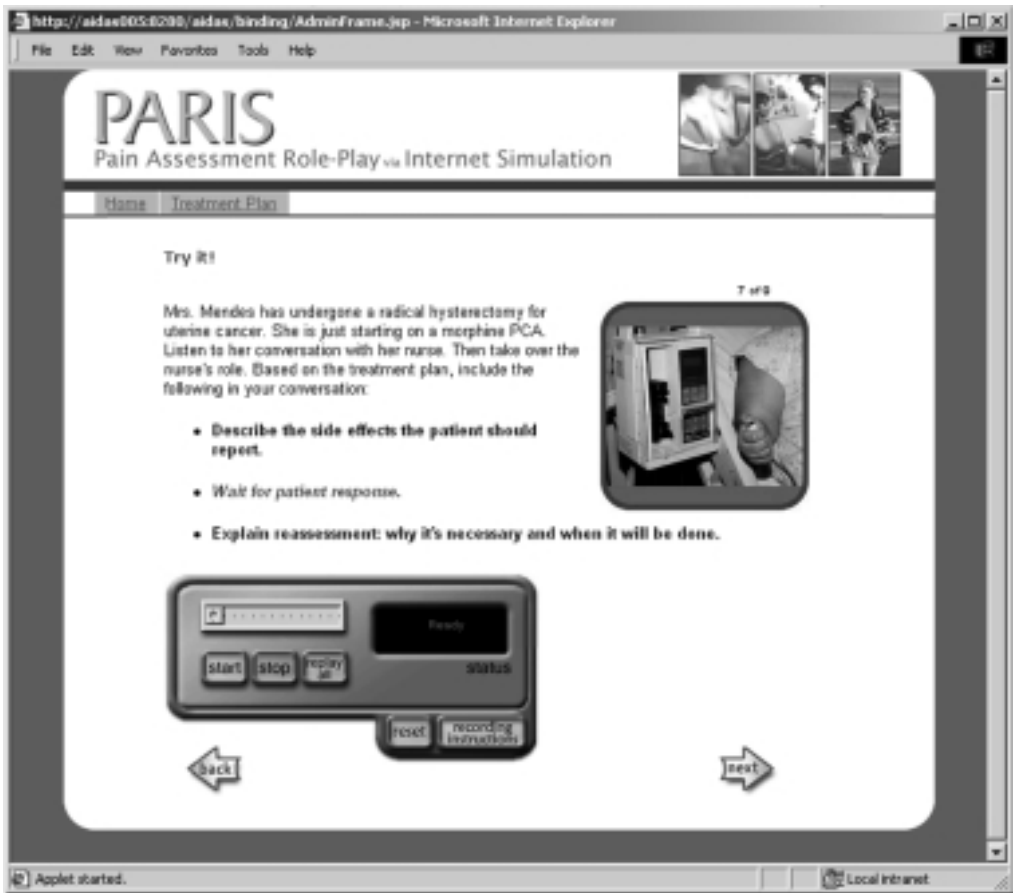 http://aidas003:8200/aidas/binding/AdminFrame.jsp - Microsoft Internet Explorer
File Edit View Favorites Tools Help
PARIS
Pain Assessment Role-Play via Internet Simulation
Home Treatment Plan
Try it!
7 of 9
Mrs. Mendes has undergone a radical hysterectomy for
uterine cancer. She is just starting on a morphine PCA.
Listen to her conversation with her nurse. Then take over the
nurse's role. Based on the treatment plan, include the
following in your conversation:
• Describe the side effects the patient should
report.
• Wait for patient response.
• Explain reassessment: why it's necessary and when it will be done.
Ready
start stop replay all
status
reset recording instructions
back next
Applet started. Local intranet